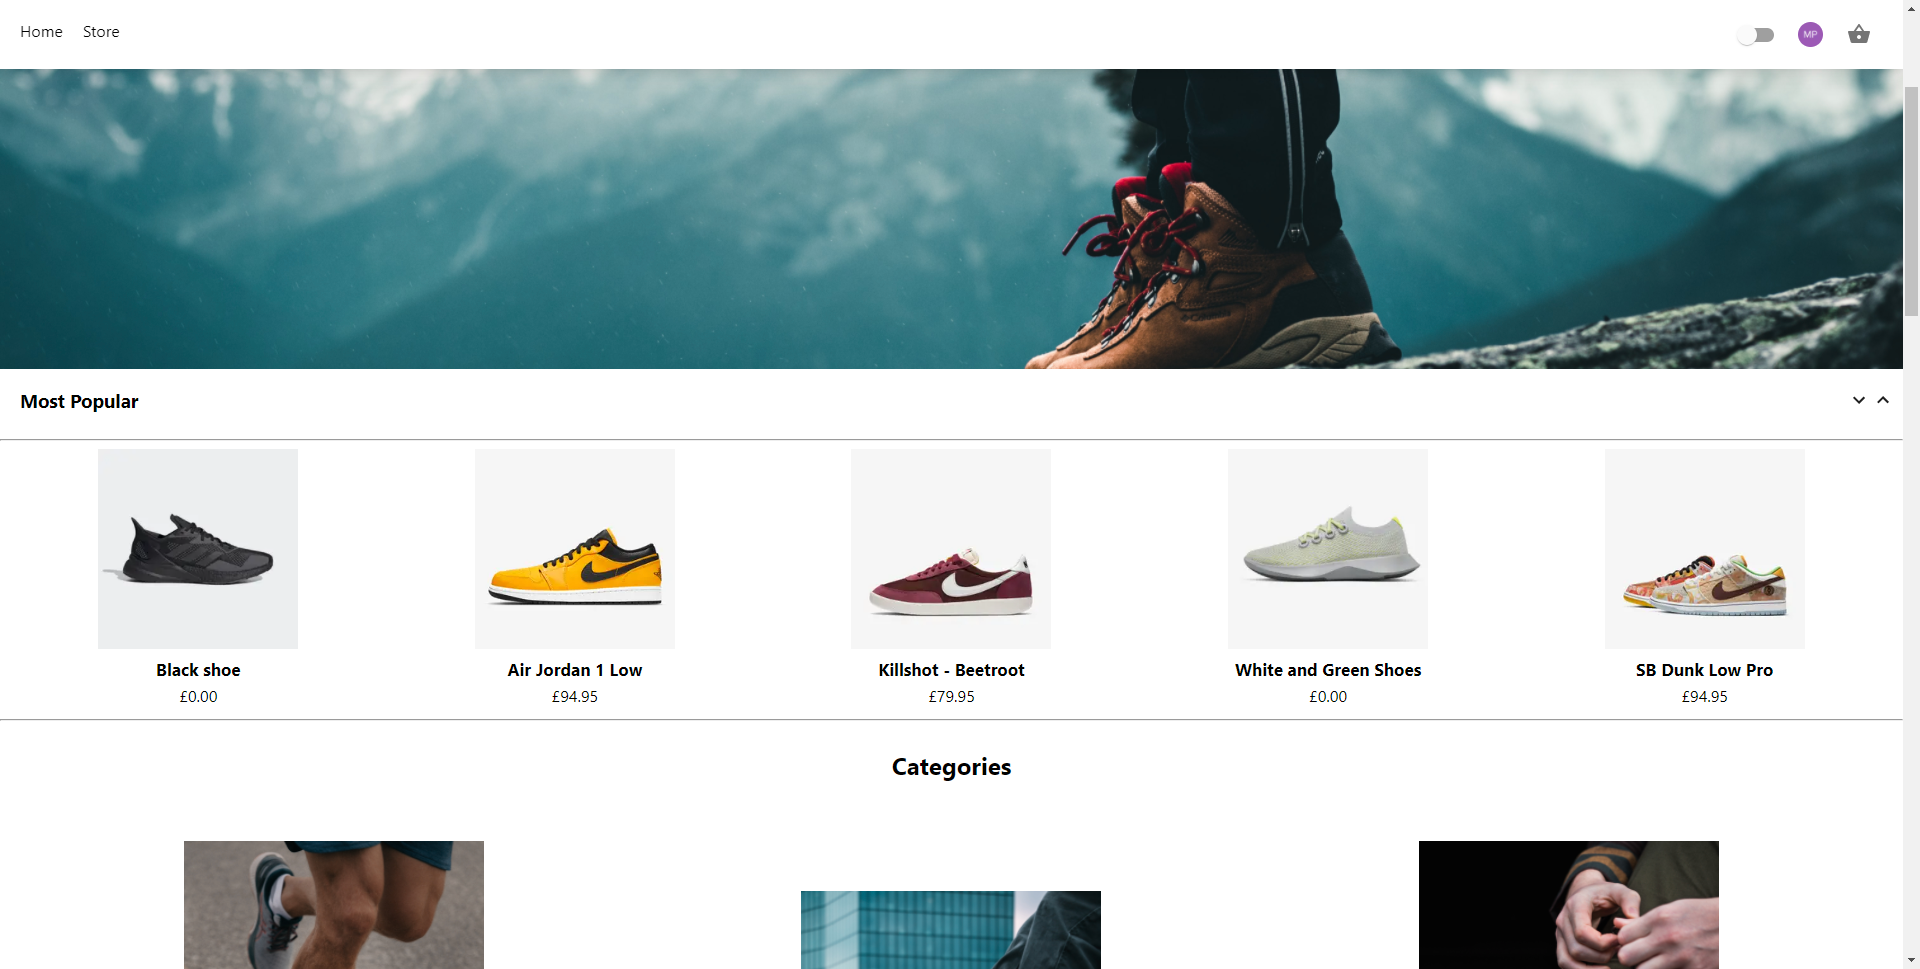 Home Store
MP
Most Popular
Black shoe
£0.00
Air Jordan 1 Low
£94.95
Killshot - Beetroot
£79.95
White and Green Shoes
£0.00
SB Dunk Low Pro
£94.95
Categories